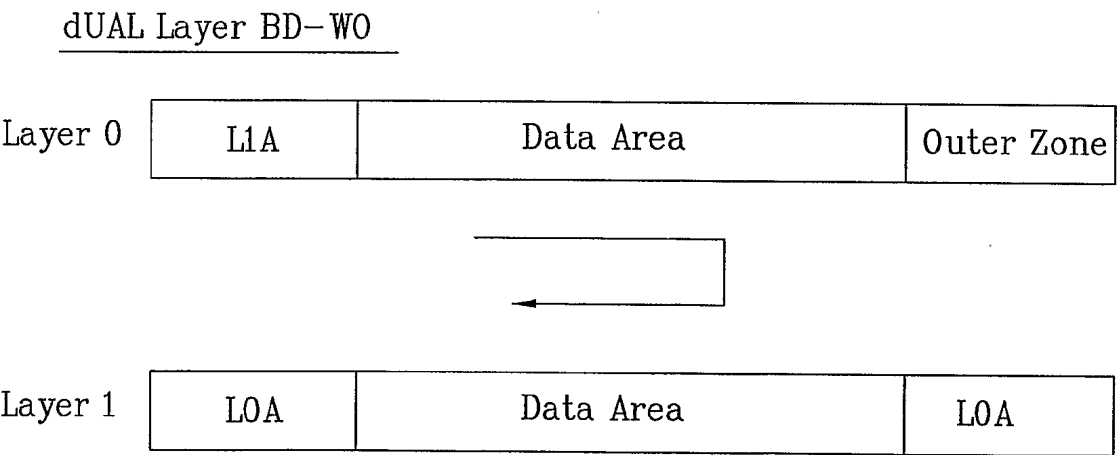 dUAL Layer BD-WO
Layer 0 L1A Data Area Outer Zone
Layer 1 L0A Data Area L0A